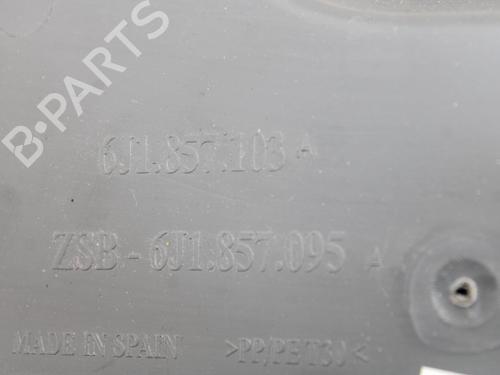 B-PARTS
6J1.857.103 A
ZSB-6J1.857.095 A
MADE IN SPAIN >PP/PE T30<